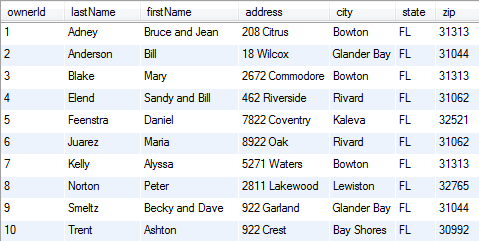 ownerId lastName firstName address city state zip
1 Adney Bruce and Jean 208 Citrus Bowton FL 31313
2 Anderson Bill 18 Wilcox Glander Bay FL 31044
3 Blake Mary 2672 Commodore Bowton FL 31313
4 Elend Sandy and Bill 462 Riverside Rivard FL 31062
5 Feenstra Daniel 7822 Coventry Kaleva FL 32521
6 Juarez Maria 8922 Oak Rivard FL 31062
7 Kelly Alyssa 5271 Waters Bowton FL 31313
8 Norton Peter 2811 Lakewood Lewiston FL 32765
9 Smeltz Becky and Dave 922 Garland Glander Bay FL 31044
10 Trent Ashton 922 Crest Bay Shores FL 30992